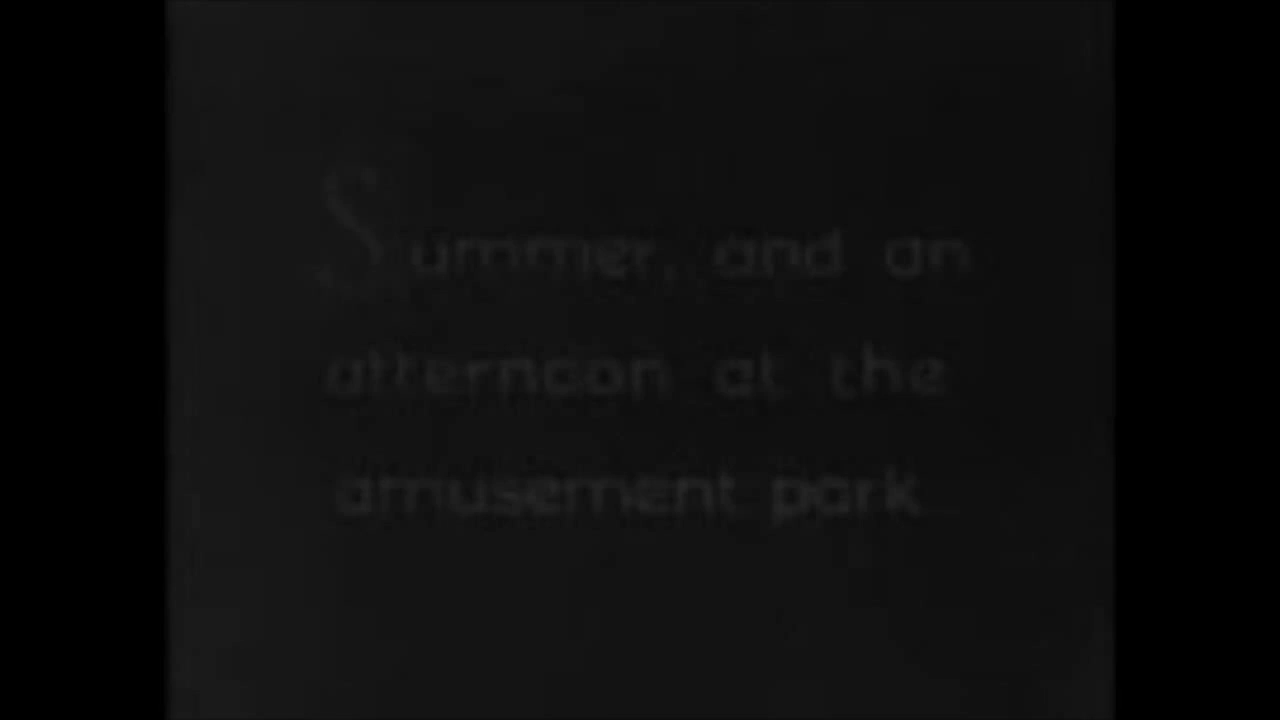 Summer, and an
afternoon at the
amusement park